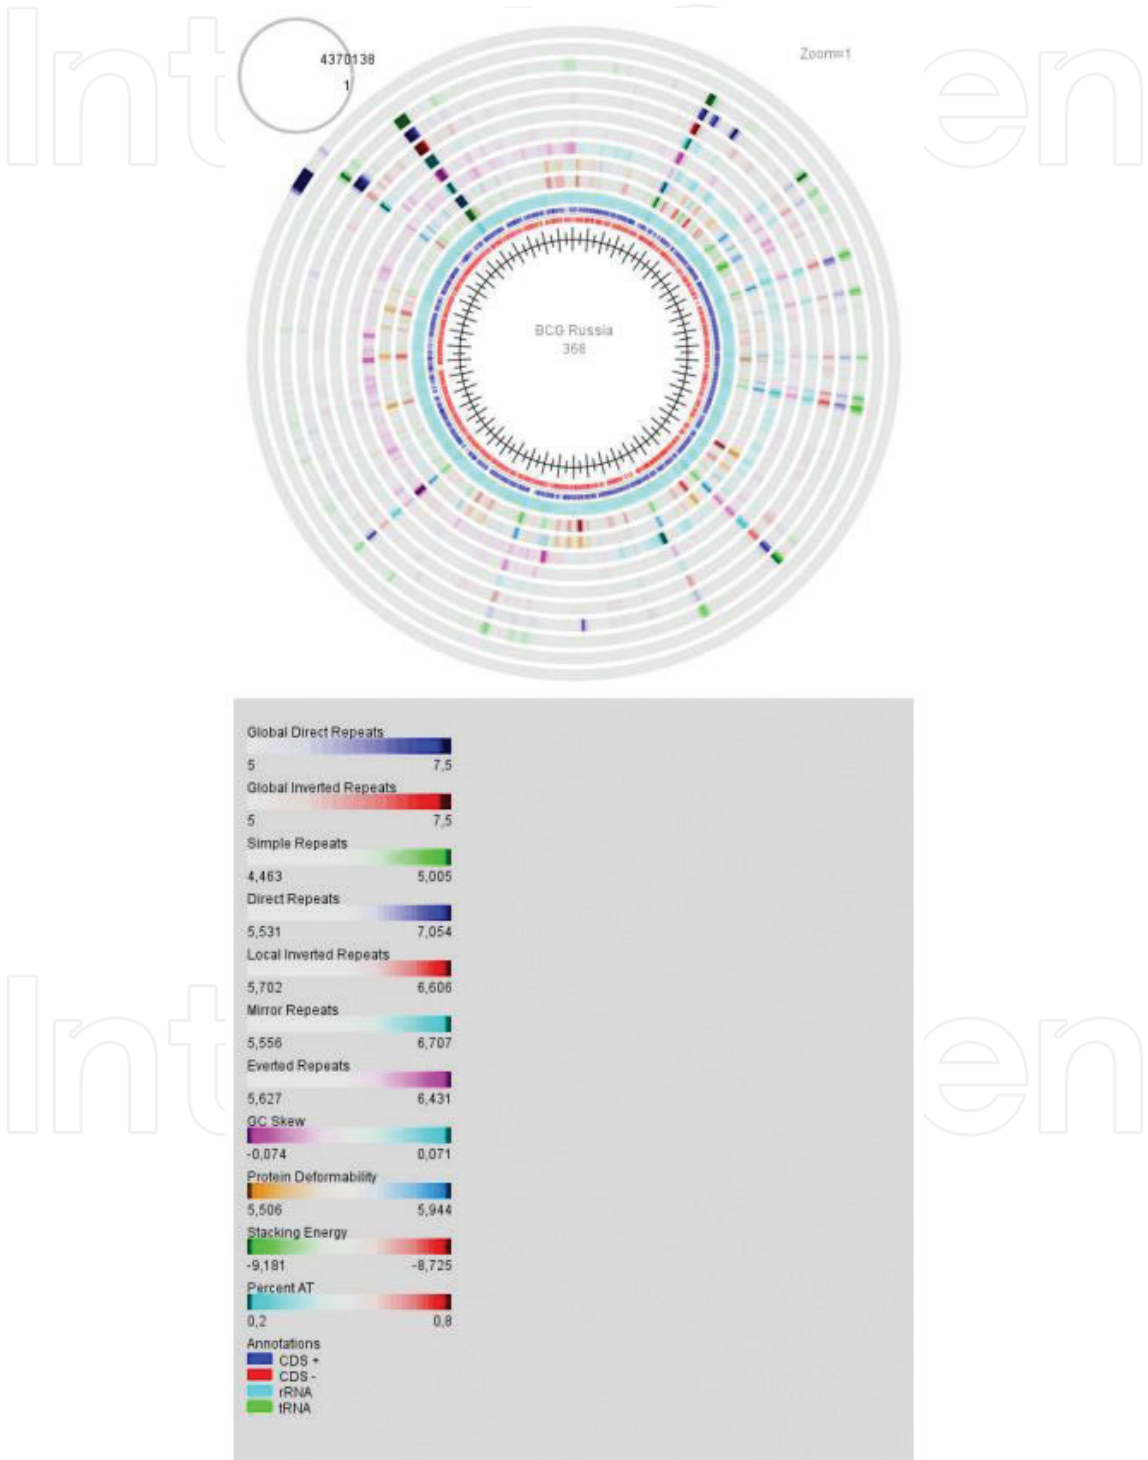 4370138
1
Zoom=1
BCG Russia
368
Global Direct Repeats
5 7,5
Global Inverted Repeats
5 7,5
Simple Repeats
4,463 5,005
Direct Repeats
5,531 7,054
Local Inverted Repeats
5,702 6,606
Mirror Repeats
5,556 6,707
Everted Repeats
5,627 6,431
GC Skew
-0,074 0,071
Protein Deformability
5,506 5,944
Stacking Energy
-9,181 -8,725
Percent AT
0,2 0,8
Annotations
CDS +
CDS -
rRNA
tRNA